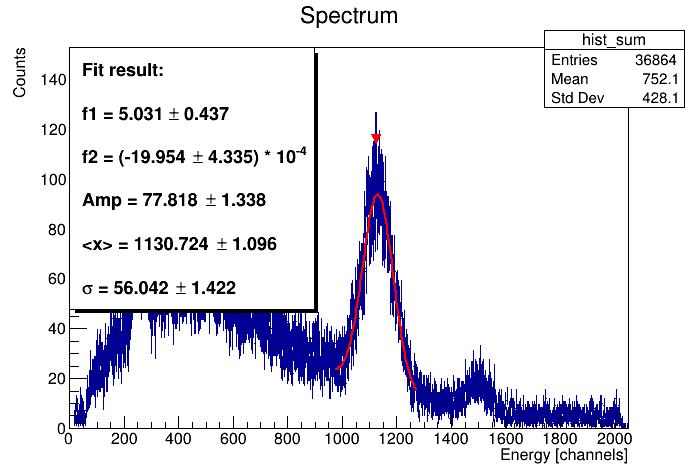 Spectrum
hist_sum
Entries 36864
Mean 752.1
Std Dev 428.1
Counts
Fit result:
f1 = 5.031 ± 0.437
f2 = (-19.954 ± 4.335) * 10⁻⁴
Amp = 77.818 ± 1.338
<x> = 1130.724 ± 1.096
σ = 56.042 ± 1.422
140
120
100
80
60
40
20
0
0 200 400 600 800 1000 1200 1400 1600 1800 2000
Energy [channels]